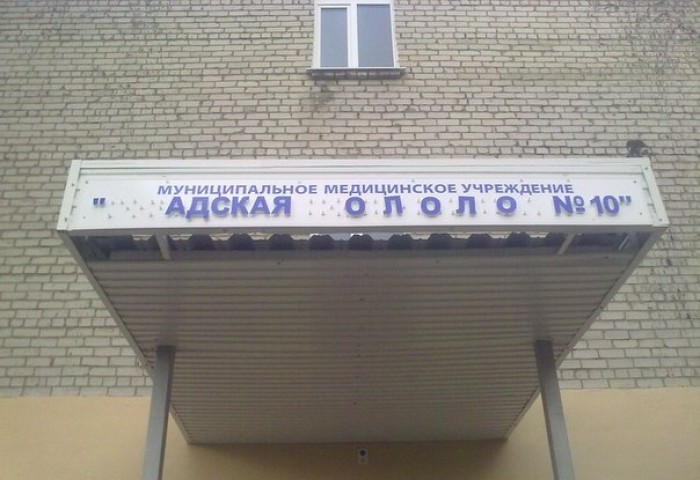 МУНИЦИПАЛЬНОЕ МЕДИЦИНСКОЕ УЧРЕЖДЕНИЕ
" АДСКАЯ ОЛОЛО №10"